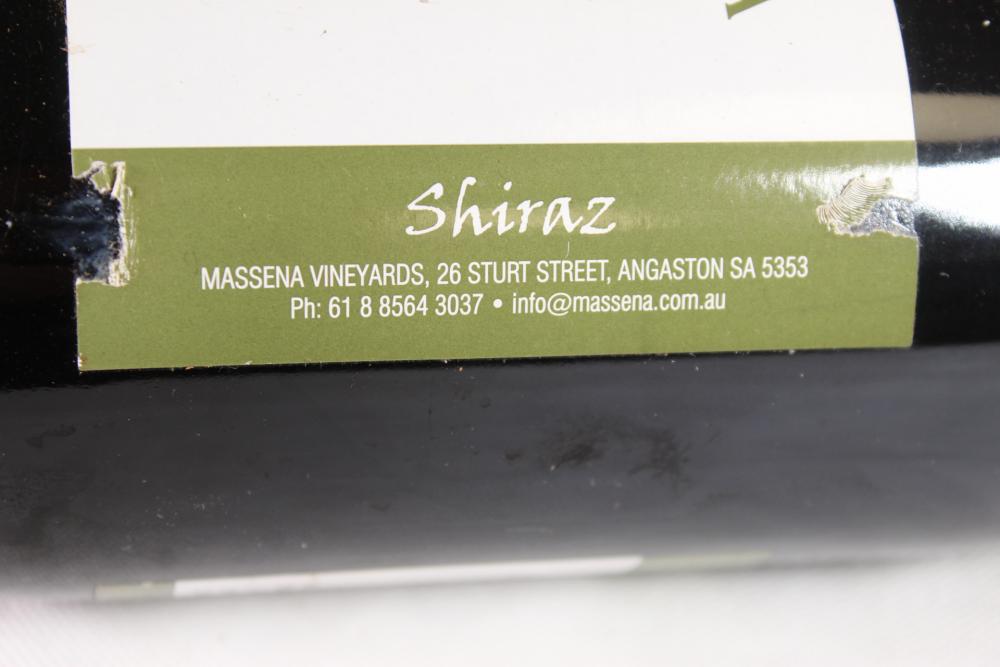 Shiraz
MASSENA VINEYARDS, 26 STURT STREET, ANGASTON SA 5353
Ph: 61 8 8564 3037 • info@massena.com.au